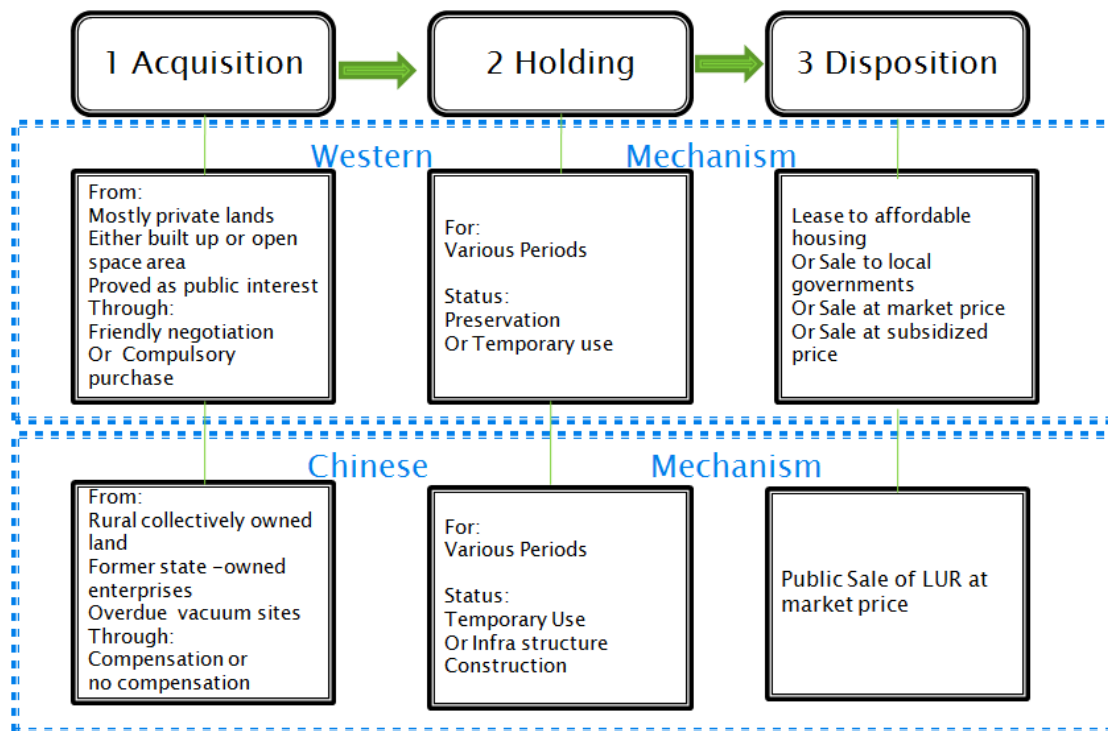 1 Acquisition
2 Holding
3 Disposition
Western Mechanism
From:
Mostly private lands
Either built up or open
space area
Proved as public interest
Through:
Friendly negotiation
Or Compulsory
purchase
For:
Various Periods
Status:
Preservation
Or Temporary use
Lease to affordable
housing
Or Sale to local
governments
Or Sale at market price
Or Sale at subsidized
price
Chinese Mechanism
From:
Rural collectively owned
land
Former state -owned
enterprises
Overdue vacuum sites
Through:
Compensation or
no compensation
For:
Various Periods
Status:
Temporary Use
Or Infra structure
Construction
Public Sale of LUR at
market price